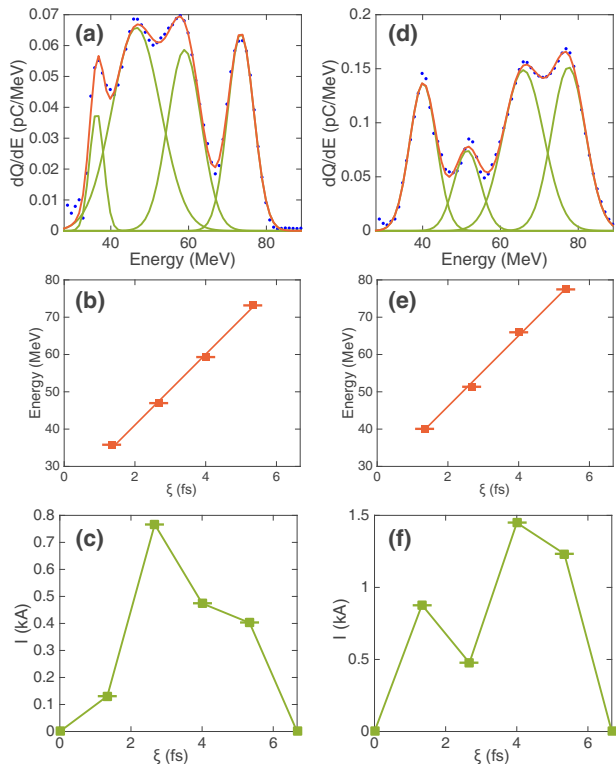 (a)
dQ/dE (pC/MeV)
0.07
0.06
0.05
0.04
0.03
0.02
0.01
0
40 60 80
Energy (MeV)
(d)
dQ/dE (pC/MeV)
0.2
0.15
0.1
0.05
0
40 60 80
Energy (MeV)
(b)
Energy (MeV)
80
70
60
50
40
30
0 2 4 6
ξ (fs)
(e)
Energy (MeV)
80
70
60
50
40
30
0 2 4 6
ξ (fs)
(c)
I (kA)
0.8
0.7
0.6
0.5
0.4
0.3
0.2
0.1
0
0 2 4 6
ξ (fs)
(f)
I (kA)
1.5
1
0.5
0
0 2 4 6
ξ (fs)